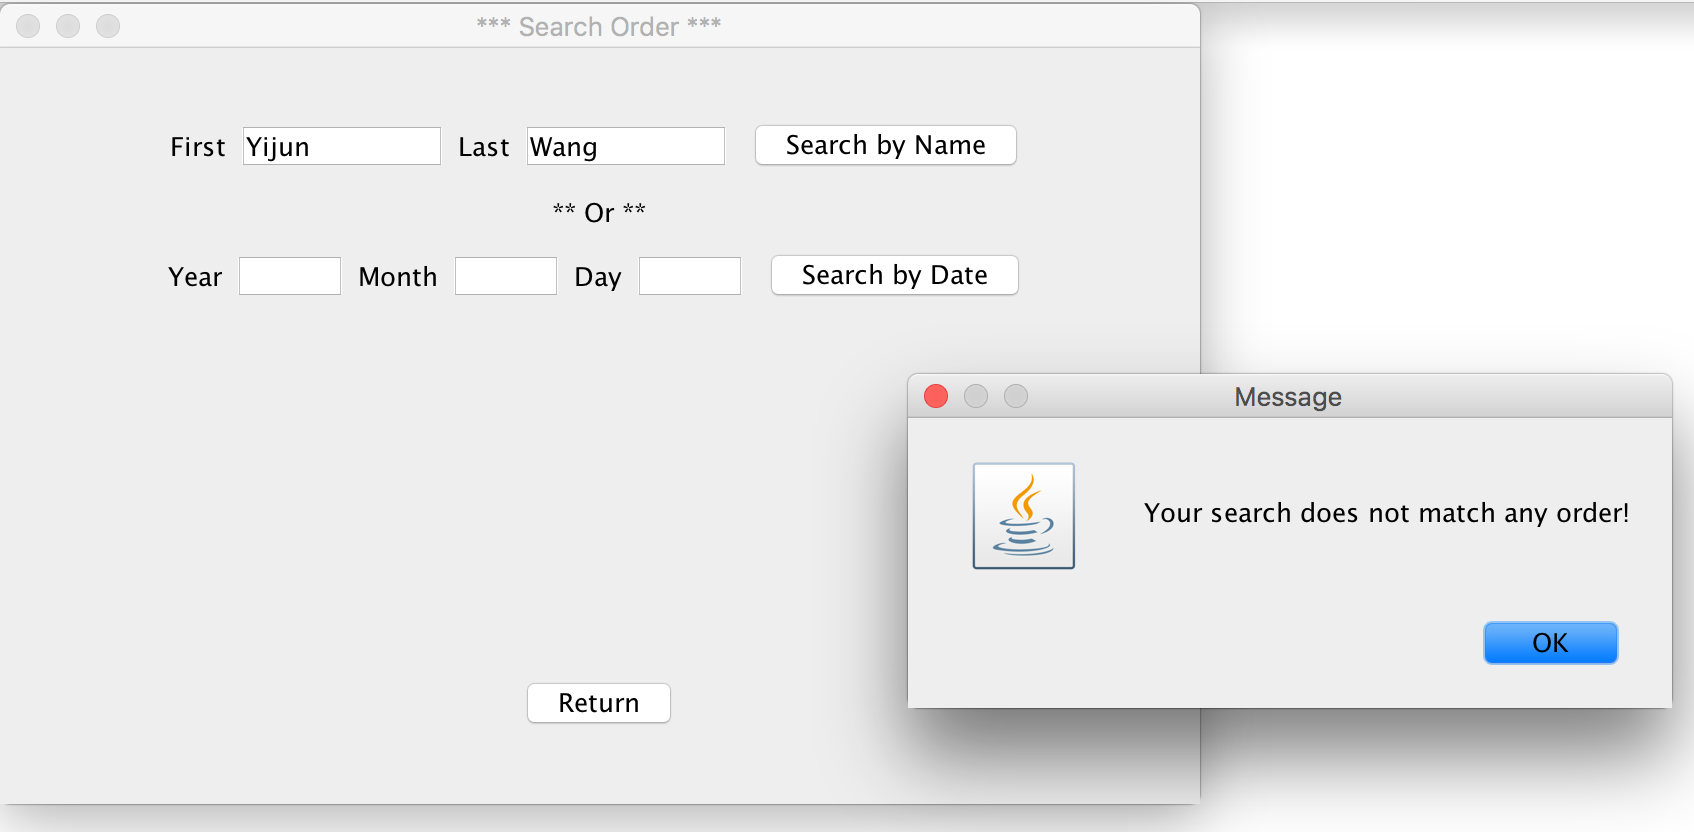 *** Search Order ***
First Yijun Last Wang Search by Name
** Or **
Year Month Day Search by Date
Message
Your search does not match any order!
OK
Return